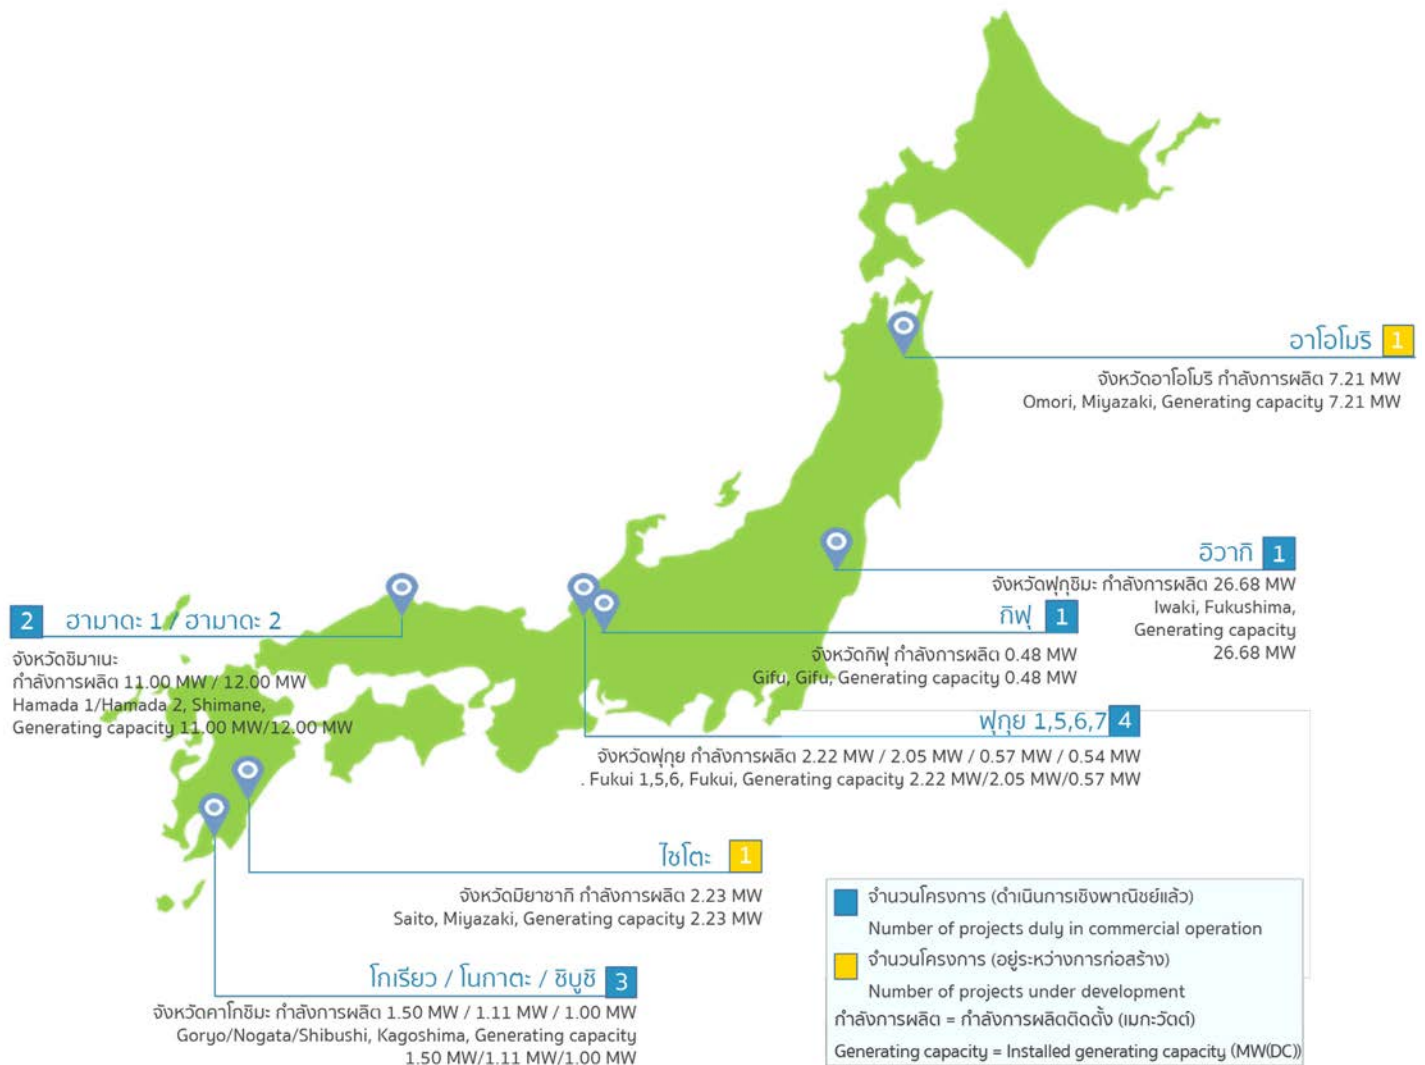 อาโอโมริ 1
จังหวัดอาโอโมริ กำลังการผลิต 7.21 MW
Omori, Miyazaki, Generating capacity 7.21 MW
อิวากิ 1
จังหวัดฟุกุชิมะ กำลังการผลิต 26.68 MW
Iwaki, Fukushima,
Generating capacity
26.68 MW
กิฟุ 1
จังหวัดกิฟุ กำลังการผลิต 0.48 MW
Gifu, Gifu, Generating capacity 0.48 MW
2 ฮามาดะ 1 / ฮามาดะ 2
จังหวัดชิมาเนะ
กำลังการผลิต 11.00 MW / 12.00 MW
Hamada 1/Hamada 2, Shimane,
Generating capacity 11.00 MW/12.00 MW
ฟุกุย 1,5,6,7 4
จังหวัดฟุกุย กำลังการผลิต 2.22 MW / 2.05 MW / 0.57 MW / 0.54 MW
. Fukui 1,5,6, Fukui, Generating capacity 2.22 MW/2.05 MW/0.57 MW
ไซโตะ 1
จังหวัดมิยาซากิ กำลังการผลิต 2.23 MW
Saito, Miyazaki, Generating capacity 2.23 MW
โกเรียว / โนกาตะ / ชิบูชิ 3
จังหวัดคาโกชิมะ กำลังการผลิต 1.50 MW / 1.11 MW / 1.00 MW
Goryo/Nogata/Shibushi, Kagoshima, Generating capacity
1.50 MW/1.11 MW/1.00 MW
จำนวนโครงการ (ดำเนินการเชิงพาณิชย์แล้ว)
Number of projects duly in commercial operation
จำนวนโครงการ (อยู่ระหว่างการก่อสร้าง)
Number of projects under development
กำลังการผลิต = กำลังการผลิตติดตั้ง (เมกะวัตต์)
Generating capacity = Installed generating capacity (MW(DC))